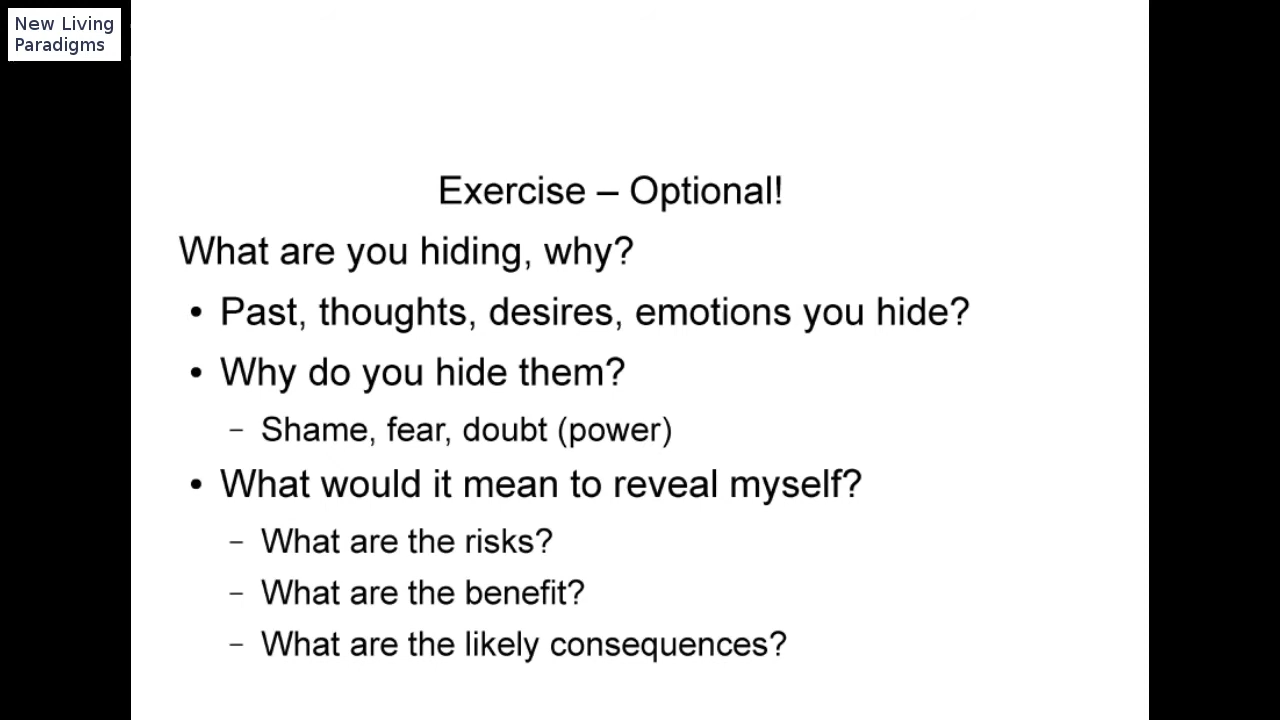 New Living
Paradigms
Exercise – Optional!
What are you hiding, why?
• Past, thoughts, desires, emotions you hide?
• Why do you hide them?
– Shame, fear, doubt (power)
• What would it mean to reveal myself?
– What are the risks?
– What are the benefit?
– What are the likely consequences?